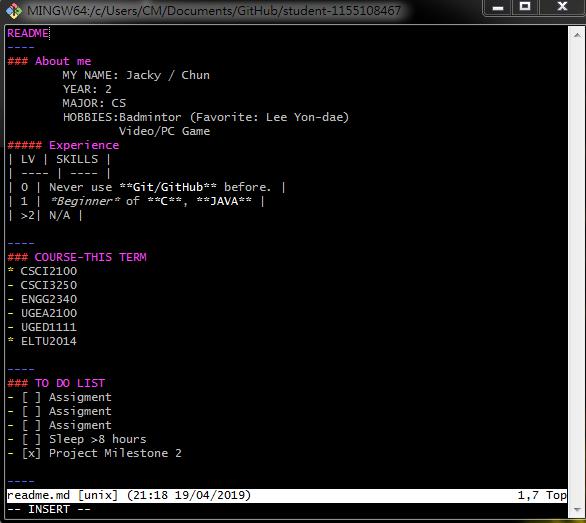 MINGW64:/c/Users/CM/Documents/GitHub/student-1155108467
README
----
### About me
MY NAME: Jacky / Chun
YEAR: 2
MAJOR: CS
HOBBIES:Badmintor (Favorite: Lee Yon-dae)
Video/PC Game
##### Experience
| LV | SKILLS |
| ---- | ---- |
| 0 | Never use **Git/GitHub** before. |
| 1 | *Beginner* of **C**, **JAVA** |
| >2| N/A |
----
### COURSE-THIS TERM
* CSCI2100
- CSCI3250
- ENGG2340
- UGEA2100
- UGED1111
* ELTU2014
----
### TO DO LIST
- [ ] Assigment
- [ ] Assigment
- [ ] Assigment
- [ ] Sleep >8 hours
- [x] Project Milestone 2
----
readme.md [unix] (21:18 19/04/2019) 1,7 Top
-- INSERT --